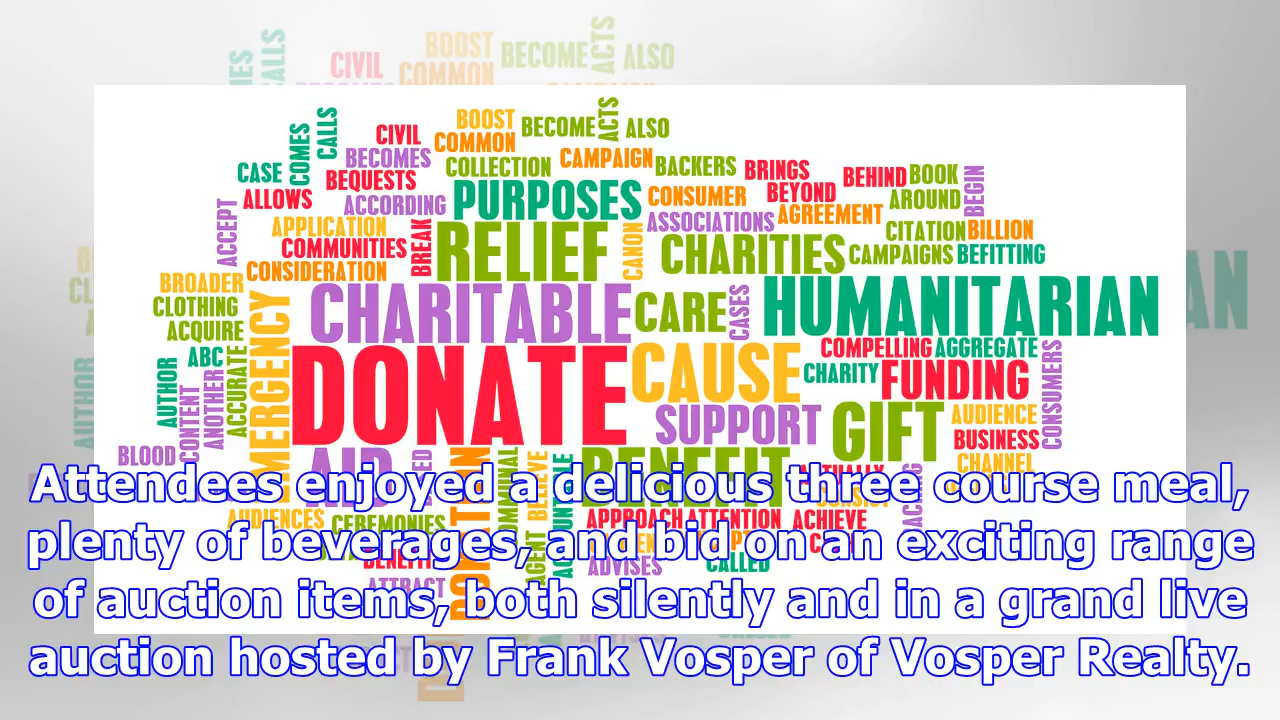 BOOST
BECOME
ACTS
ALSO
CIVIL
COMMON
CALLS
COMES
BECOMES
COLLECTION
CAMPAIGN
BACKERS
BRINGS
BEHIND
BOOK
BEGIN
CASE
BEQUESTS
PURPOSES
CONSUMER
BEYOND
AROUND
ALLOWS
ACCORDING
ASSOCIATIONS
AGREEMENT
ACCEPT
APPLICATION
BREAK
RELIEF
CANON
CHARITIES
CITATION
BILLION
COMMUNITIES
CAMPAIGNS
BEFITTING
BROADER
CONSIDERATION
CLOTHING
CHARITABLE
CARE
CASES
HUMANITARIAN
ACQUIRE
EMERGENCY
ABC
DONATE
CAUSE
COMPELLING
AGGREGATE
CONSUMERS
AUTHOR
CONTENT
ANOTHER
ACCURATE
CHARITY
FUNDING
SUPPORT
GIFT
AUDIENCE
BUSINESS
BLOOD
CHANNEL
AID
COMMUNAL
BELIEVE
BENEFIT
Attendees enjoyed a delicious three course meal,
AUDIENCES
CEREMONIES
APPROACH
ATTENTION
ACHIEVE
plenty of beverages, and bid on an exciting range
AGENT
ADVISES
CALLED
ATTRACT
of auction items, both silently and in a grand live
auction hosted by Frank Vosper of Vosper Realty.